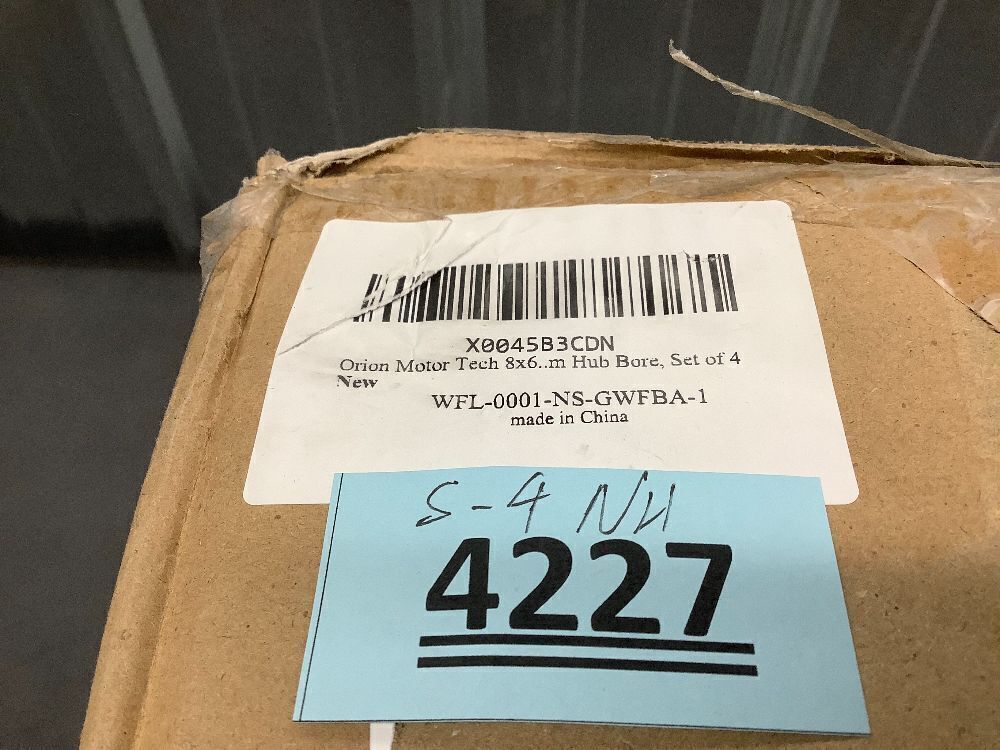 X0045B3CDN
Orion Motor Tech 8x6..m Hub Bore, Set of 4
New
WFL-0001-NS-GWFBA-1
made in China
S-4 NH
4227